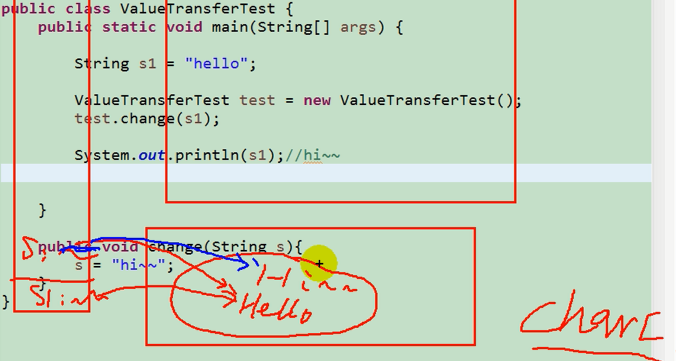 public class ValueTransferTest {
public static void main(String[] args) {
String s1 = "hello";
ValueTransferTest test = new ValueTransferTest();
test.change(s1);
System.out.println(s1);//hi~~
}
public void change(String s){
s = "hi~~";
}
}
Hi~~
Hello
char[